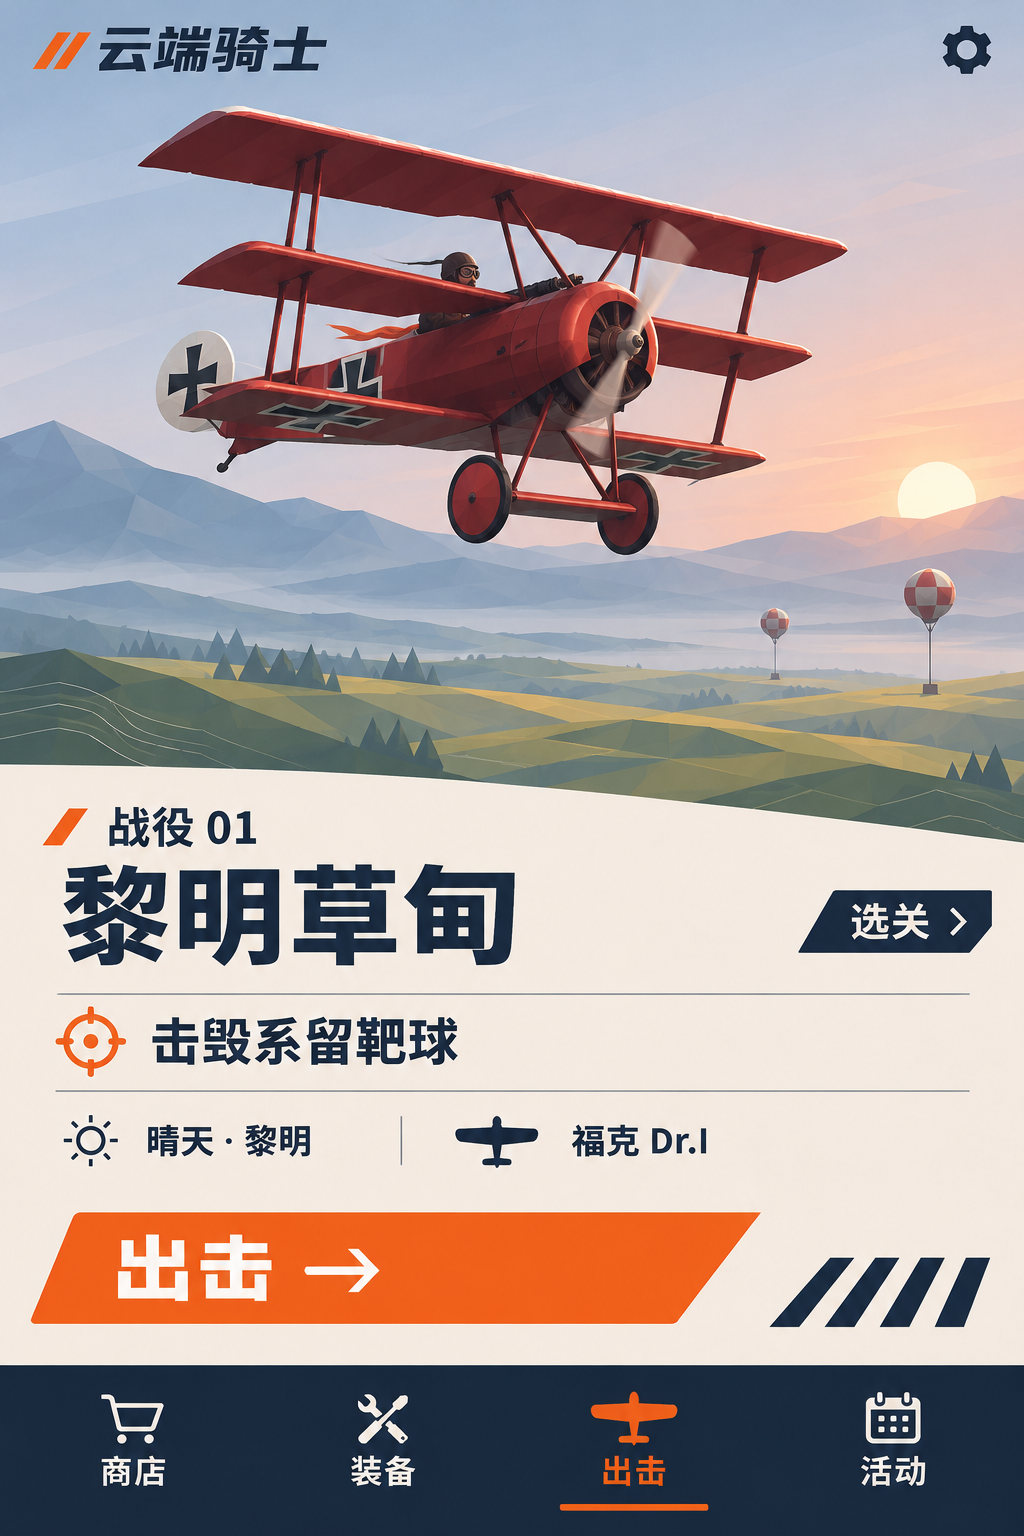 云端骑士
战役 01
黎明草甸
选关
击毁系留靶球
晴天 · 黎明
福克 Dr.I
出击 →
商店
装备
出击
活动